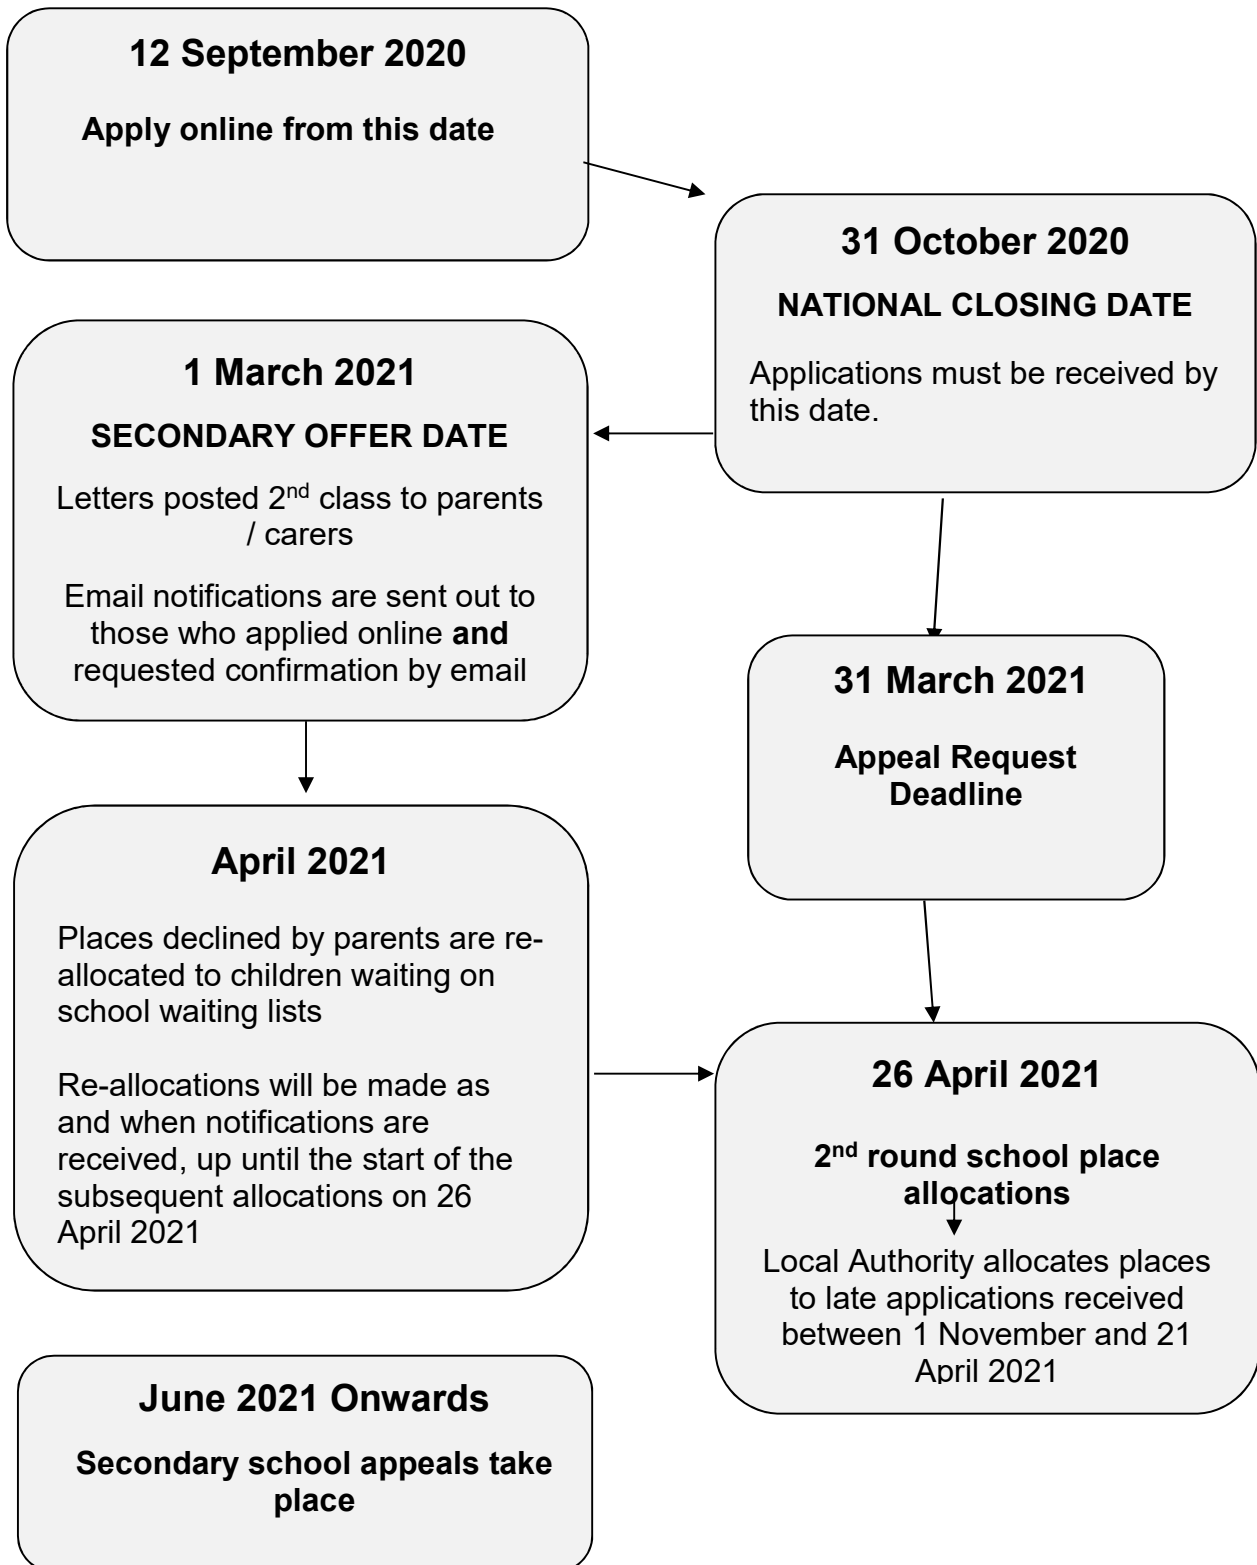 12 September 2020
Apply online from this date
31 October 2020
NATIONAL CLOSING DATE
Applications must be received by
this date.
1 March 2021
SECONDARY OFFER DATE
Letters posted 2nd class to parents
/ carers
Email notifications are sent out to
those who applied online and
requested confirmation by email
31 March 2021
Appeal Request
Deadline
April 2021
Places declined by parents are re-
allocated to children waiting on
school waiting lists
Re-allocations will be made as
and when notifications are
received, up until the start of the
subsequent allocations on 26
April 2021
26 April 2021
2nd round school place
allocations
Local Authority allocates places
to late applications received
between 1 November and 21
April 2021
June 2021 Onwards
Secondary school appeals take
place